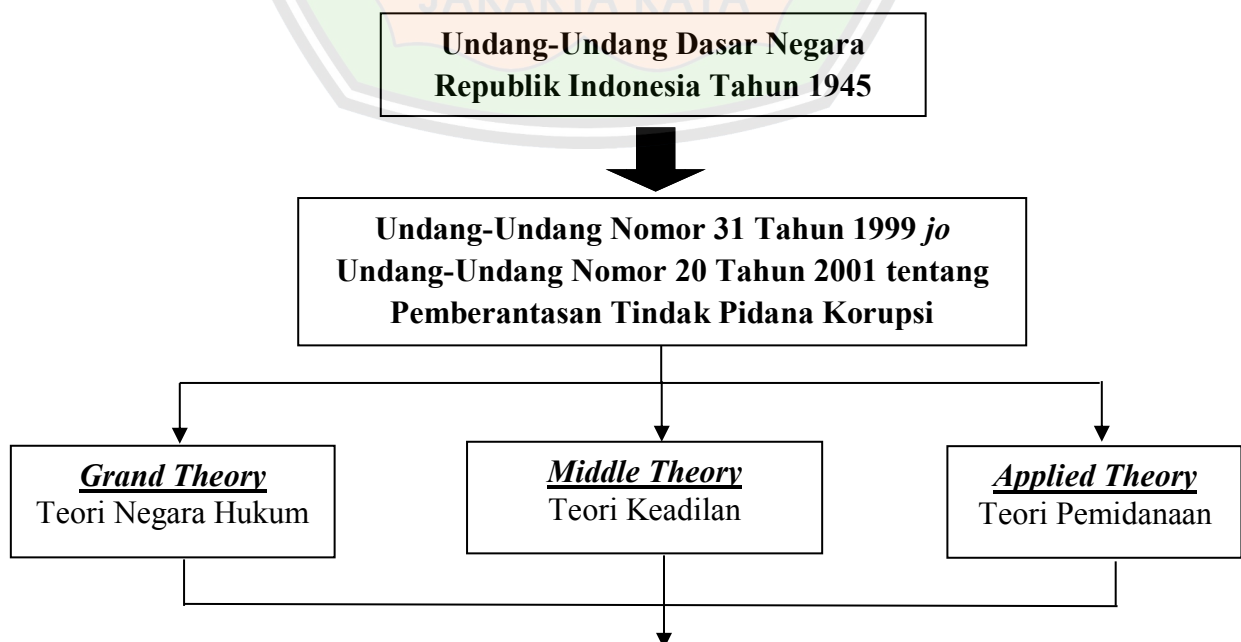 JAKARTA RAYA
Undang-Undang Dasar Negara
Republik Indonesia Tahun 1945
Undang-Undang Nomor 31 Tahun 1999 jo
Undang-Undang Nomor 20 Tahun 2001 tentang
Pemberantasan Tindak Pidana Korupsi
Grand Theory
Teori Negara Hukum
Middle Theory
Teori Keadilan
Applied Theory
Teori Pemidanaan